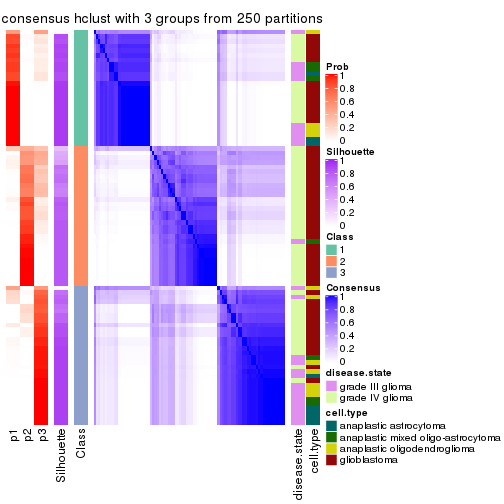 consensus hclust with 3 groups from 250 partitions
Prob
1
0.8
0.6
0.4
0.2
0
Silhouette
1
0.8
0.6
0.4
0.2
0
Class
1
2
3
Consensus
1
0.8
0.6
0.4
0.2
0
disease.state
grade III glioma
grade IV glioma
cell.type
anaplastic astrocytoma
anaplastic mixed oligo-astrocytoma
anaplastic oligodendroglioma
glioblastoma
p1
p2
p3
Silhouette
Class
disease.state
cell.type